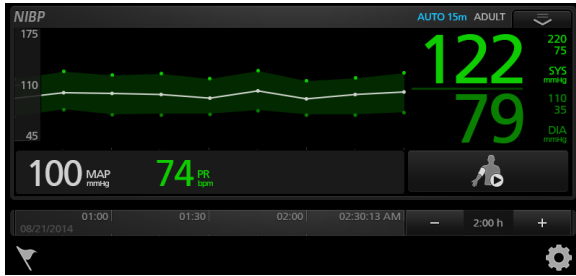 NIBP AUTO 15m ADULT
175
110
45
122
79
220
75
SYS
mmHg
110
35
DIA
mmHg
100 MAP
mmHg
74 PR
bpm
01:00 01:30 02:00 02:30:13 AM
08/21/2014
− 2:00 h +